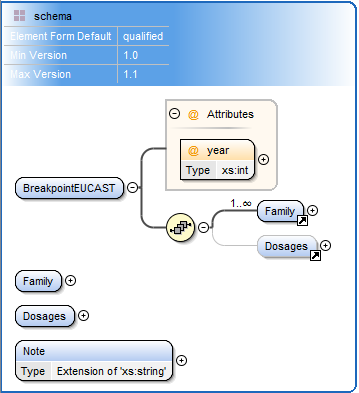 schema
Element Form Default qualified
Min Version 1.0
Max Version 1.1
@ Attributes
@ year
Type xs:int
BreakpointEUCAST
1..∞
Family
Dosages
Family
Dosages
Note
Type Extension of 'xs:string'